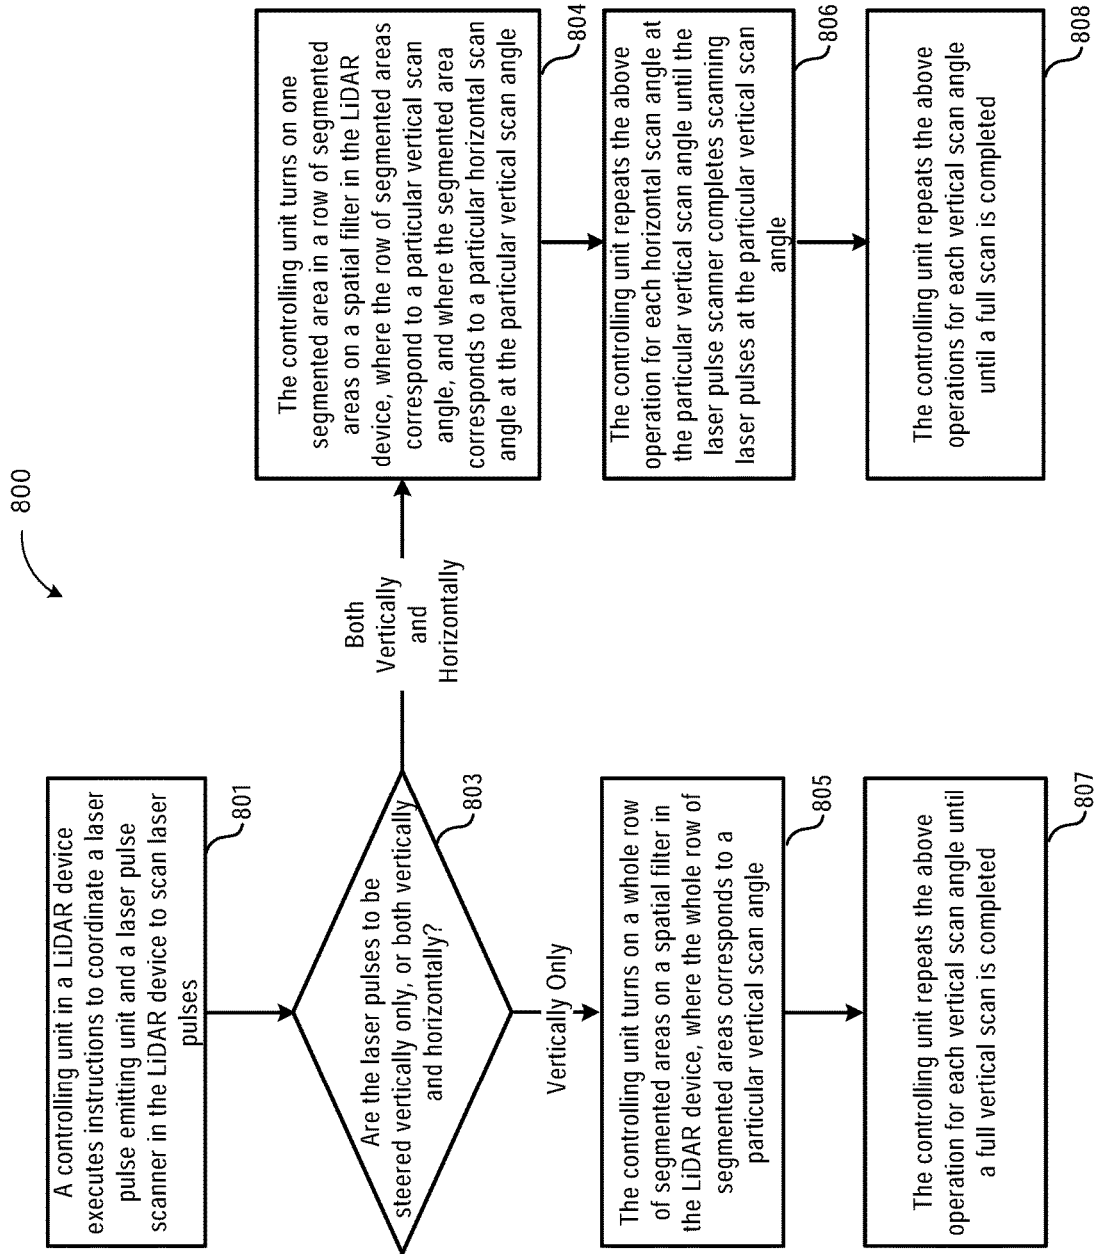 800
A controlling unit in a LiDAR device
executes instructions to coordinate a laser
pulse emitting unit and a laser pulse
scanner in the LiDAR device to scan laser
pulses
801
Are the laser pulses to be
steered vertically only, or both vertically
and horizontally?
803
Both
Vertically
and
Horizontally
Vertically Only
The controlling unit turns on one
segmented area in a row of segmented
areas on a spatial filter in the LiDAR
device, where the row of segmented areas
correspond to a particular vertical scan
angle, and where the segmented area
corresponds to a particular horizontal scan
angle at the particular vertical scan angle
804
The controlling unit turns on a whole row
of segmented areas on a spatial filter in
the LiDAR device, where the whole row of
segmented areas corresponds to a
particular vertical scan angle
805
The controlling unit repeats the above
operation for each horizontal scan angle at
the particular vertical scan angle until the
laser pulse scanner completes scanning
laser pulses at the particular vertical scan
angle
806
The controlling unit repeats the above
operation for each vertical scan angle until
a full vertical scan is completed
807
The controlling unit repeats the above
operations for each vertical scan angle
until a full scan is completed
808